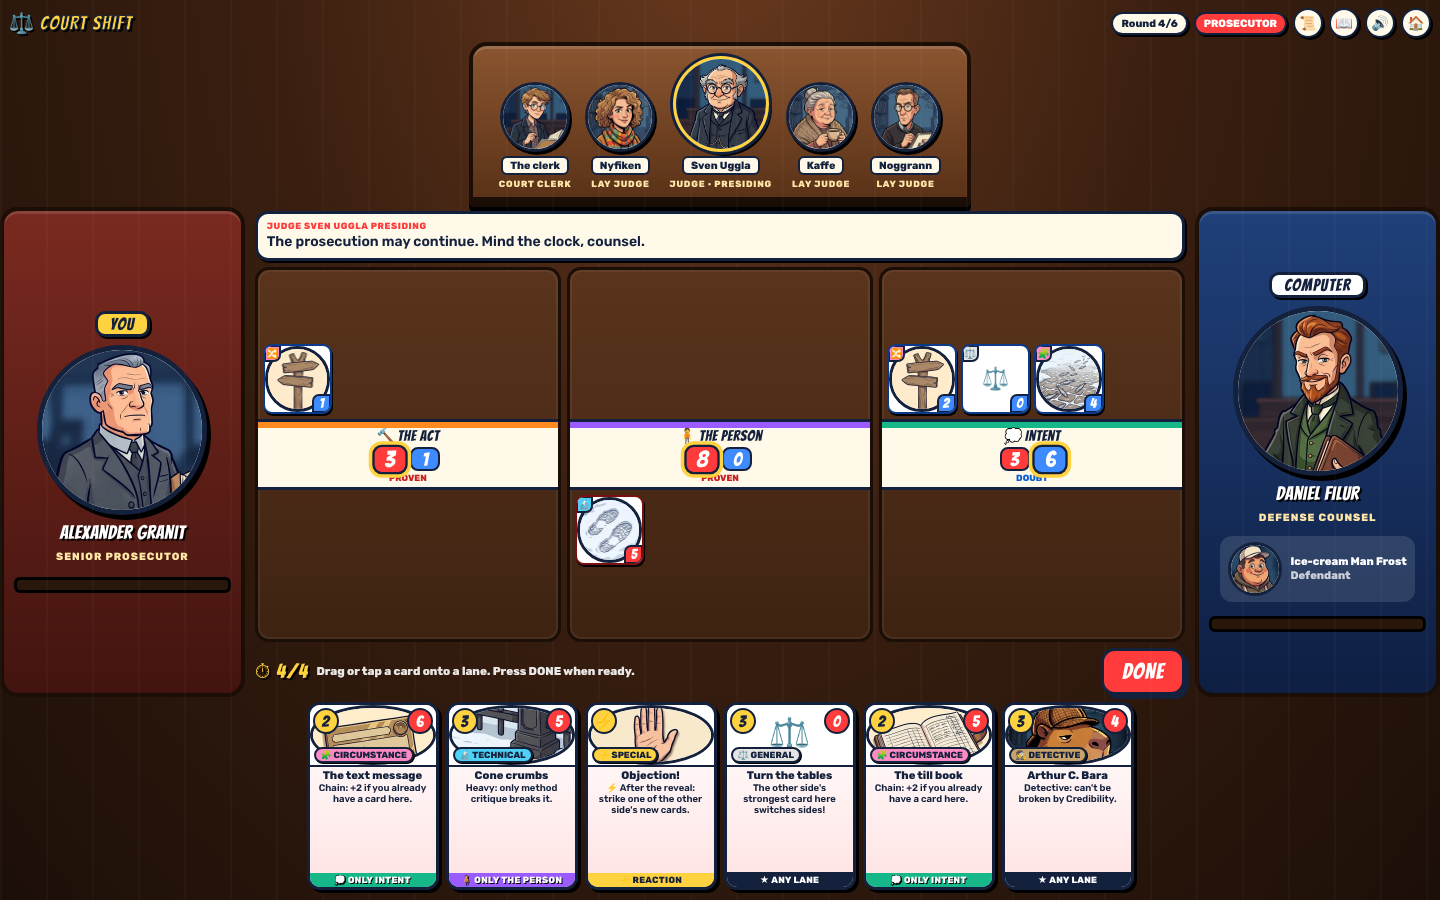 COURT SHIFT
Round 4/6
PROSECUTOR
The clerk
COURT CLERK
Nyfiken
LAY JUDGE
Sven Uggla
JUDGE · PRESIDING
Kaffe
LAY JUDGE
Noggrann
LAY JUDGE
JUDGE SVEN UGGLA PRESIDING
The prosecution may continue. Mind the clock, counsel.
YOU
ALEXANDER GRANIT
SENIOR PROSECUTOR
1
THE ACT
3 1
PROVEN
THE PERSON
8 0
PROVEN
5
2 0 4
INTENT
3 6
DOUBT
COMPUTER
DANIEL FILUR
DEFENSE COUNSEL
Ice-cream Man Frost
Defendant
4/4 Drag or tap a card onto a lane. Press DONE when ready.
DONE
2 6
CIRCUMSTANCE
The text message
Chain: +2 if you already
have a card here.
ONLY INTENT
3 5
TECHNICAL
Cone crumbs
Heavy: only method
critique breaks it.
ONLY THE PERSON
SPECIAL
Objection!
⚡ After the reveal:
strike one of the other
side's new cards.
REACTION
3 0
GENERAL
Turn the tables
The other side's
strongest card here
switches sides!
★ ANY LANE
2 5
CIRCUMSTANCE
The till book
Chain: +2 if you already
have a card here.
ONLY INTENT
3 4
DETECTIVE
Arthur C. Bara
Detective: can't be
broken by Credibility.
★ ANY LANE